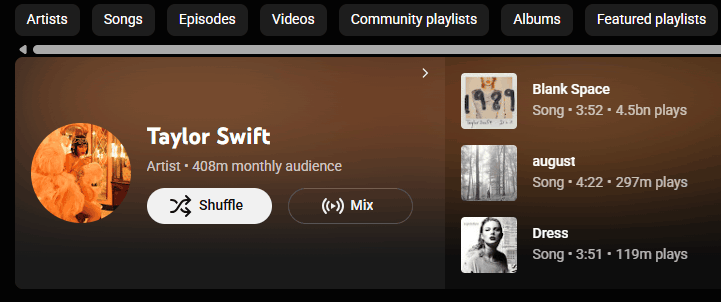 Artists
Songs
Episodes
Videos
Community playlists
Albums
Featured playlists
Taylor Swift
Artist • 408m monthly audience
Shuffle
Mix
1989
Blank Space
Song • 3:52 • 4.5bn plays
august
Song • 4:22 • 297m plays
Dress
Song • 3:51 • 119m plays